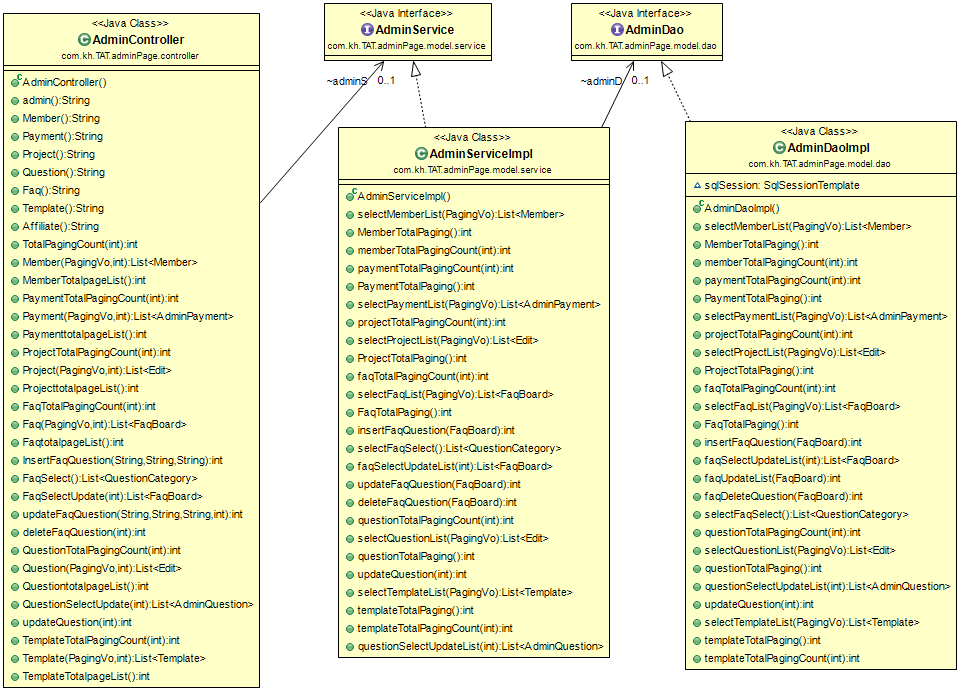 <<Java Class>>
AdminController
com.kh.TAT.adminPage.controller
AdminController()
admin():String
Member():String
Payment():String
Project():String
Question():String
Faq():String
Template():String
Affiliate():String
TotalPagingCount(int):int
Member(PagingVo,int):List<Member>
MemberTotalpageList():int
PaymentTotalPagingCount(int):int
Payment(PagingVo,int):List<AdminPayment>
PaymenttotalpageList():int
ProjectTotalPagingCount(int):int
Project(PagingVo,int):List<Edit>
ProjecttotalpageList():int
FaqTotalPagingCount(int):int
Faq(PagingVo,int):List<FaqBoard>
FaqtotalpageList():int
InsertFaqQuestion(String,String,String):int
FaqSelect():List<QuestionCategory>
FaqSelectUpdate(int):List<FaqBoard>
updateFaqQuestion(String,String,String,int):int
deleteFaqQuestion(int):int
QuestionTotalPagingCount(int):int
Question(PagingVo,int):List<Edit>
QuestiontotalpageList():int
QuestionSelectUpdate(int):List<AdminQuestion>
updateQuestion(int):int
TemplateTotalPagingCount(int):int
Template(PagingVo,int):List<Template>
TemplateTotalpageList():int
<<Java Interface>>
AdminService
com.kh.TAT.adminPage.model.service
~adminS 0..1
<<Java Interface>>
AdminDao
com.kh.TAT.adminPage.model.dao
~adminD 0..1
<<Java Class>>
AdminServiceImpl
com.kh.TAT.adminPage.model.service
AdminServiceImpl()
selectMemberList(PagingVo):List<Member>
MemberTotalPaging():int
memberTotalPagingCount(int):int
paymentTotalPagingCount(int):int
PaymentTotalPaging():int
selectPaymentList(PagingVo):List<AdminPayment>
projectTotalPagingCount(int):int
selectProjectList(PagingVo):List<Edit>
ProjectTotalPaging():int
faqTotalPagingCount(int):int
selectFaqList(PagingVo):List<FaqBoard>
FaqTotalPaging():int
insertFaqQuestion(FaqBoard):int
selectFaqSelect():List<QuestionCategory>
faqSelectUpdateList(int):List<FaqBoard>
updateFaqQuestion(FaqBoard):int
deleteFaqQuestion(FaqBoard):int
questionTotalPagingCount(int):int
selectQuestionList(PagingVo):List<Edit>
questionTotalPaging():int
updateQuestion(int):int
selectTemplateList(PagingVo):List<Template>
templateTotalPaging():int
templateTotalPagingCount(int):int
questionSelectUpdateList(int):List<AdminQuestion>
<<Java Class>>
AdminDaoImpl
com.kh.TAT.adminPage.model.dao
sqlSession: SqlSessionTemplate
AdminDaoImpl()
selectMemberList(PagingVo):List<Member>
MemberTotalPaging():int
memberTotalPagingCount(int):int
paymentTotalPagingCount(int):int
PaymentTotalPaging():int
selectPaymentList(PagingVo):List<AdminPayment>
projectTotalPagingCount(int):int
selectProjectList(PagingVo):List<Edit>
ProjectTotalPaging():int
faqTotalPagingCount(int):int
selectFaqList(PagingVo):List<FaqBoard>
FaqTotalPaging():int
insertFaqQuestion(FaqBoard):int
faqSelectUpdateList(int):List<FaqBoard>
faqUpdateList(FaqBoard):int
faqDeleteQuestion(FaqBoard):int
selectFaqSelect():List<QuestionCategory>
questionTotalPagingCount(int):int
selectQuestionList(PagingVo):List<Edit>
questionTotalPaging():int
questionSelectUpdateList(int):List<AdminQuestion>
updateQuestion(int):int
selectTemplateList(PagingVo):List<Template>
templateTotalPaging():int
templateTotalPagingCount(int):int